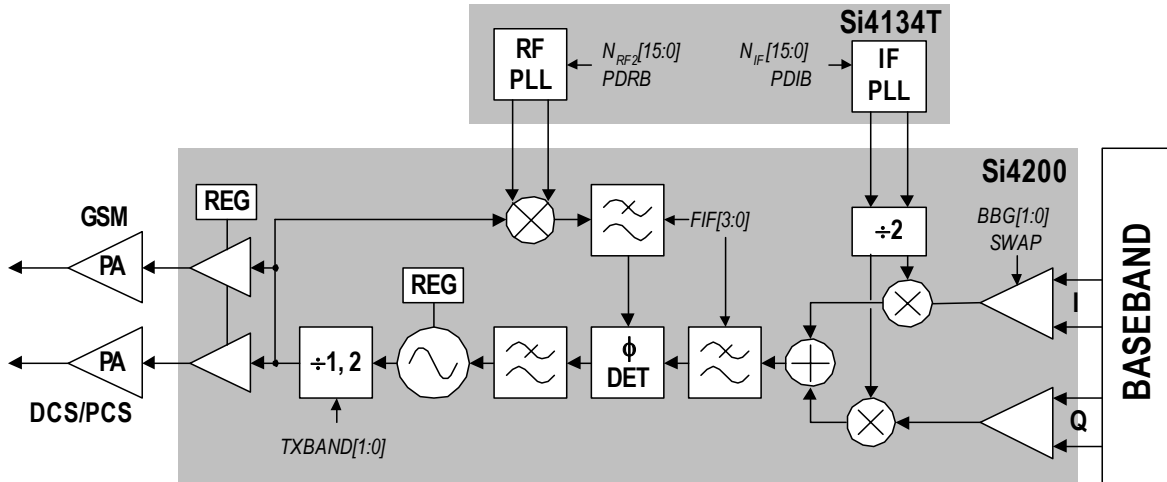 Si4134T
RF
PLL
N_RF2[15:0]
PDRB
N_IF[15:0]
PDIB
IF
PLL
Si4200
REG
GSM
PA
FIF[3:0]
÷2
BBG[1:0]
SWAP
BASEBAND
I
REG
PA
÷1, 2
ϕ
DET
DCS/PCS
Q
TXBAND[1:0]